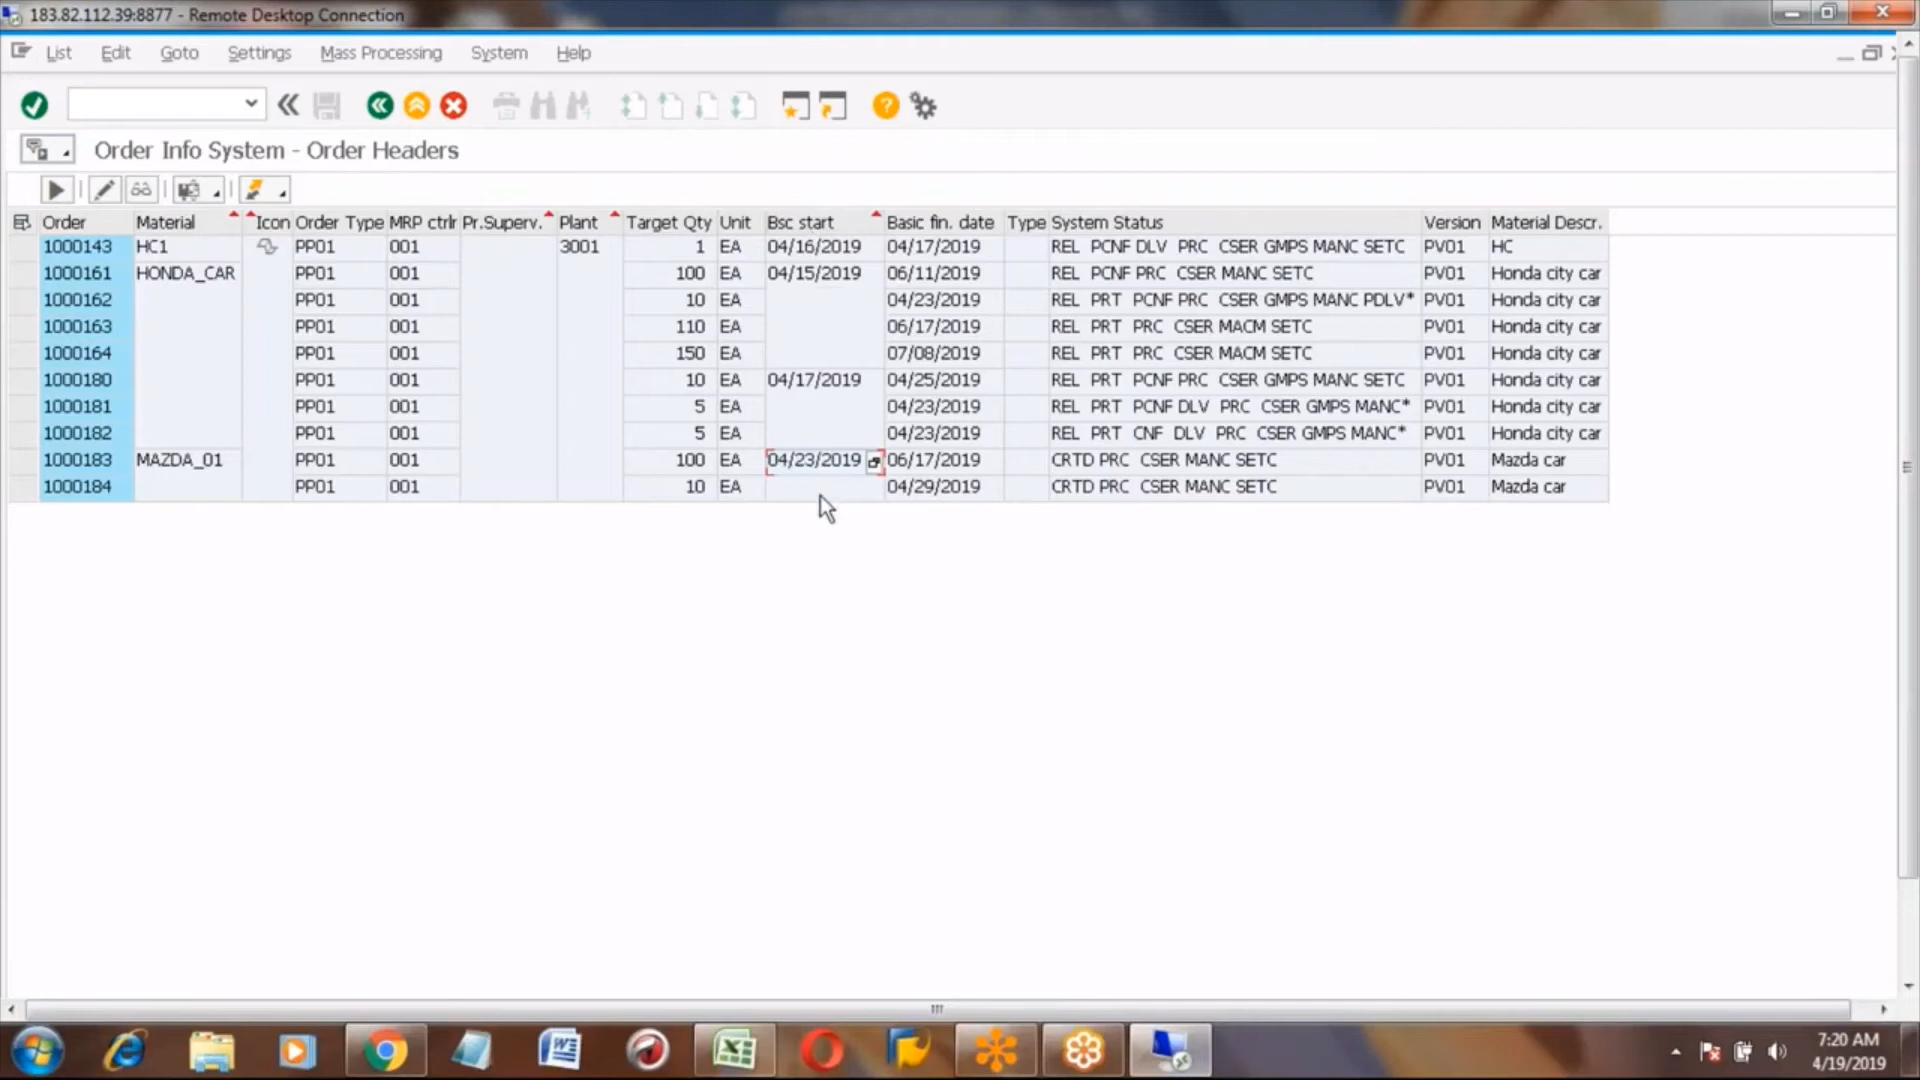 183.82.112.39:8877 - Remote Desktop Connection
List Edit Goto Settings Mass Processing System Help
Order Info System - Order Headers
Order Material Icon Order Type MRP ctrlr Pr.Superv. Plant Target Qty Unit Bsc start Basic fin. date Type System Status Version Material Descr.
1000143 HC1 PP01 001 3001 1 EA 04/16/2019 04/17/2019 REL PCNF DLV PRC CSER GMPS MANC SETC PV01 HC
1000161 HONDA_CAR PP01 001 100 EA 04/15/2019 06/11/2019 REL PCNF PRC CSER MANC SETC PV01 Honda city car
1000162 PP01 001 10 EA 04/23/2019 REL PRT PCNF PRC CSER GMPS MANC PDLV* PV01 Honda city car
1000163 PP01 001 110 EA 06/17/2019 REL PRT PRC CSER MACM SETC PV01 Honda city car
1000164 PP01 001 150 EA 07/08/2019 REL PRT PRC CSER MACM SETC PV01 Honda city car
1000180 PP01 001 10 EA 04/17/2019 04/25/2019 REL PRT PCNF PRC CSER GMPS MANC SETC PV01 Honda city car
1000181 PP01 001 5 EA 04/23/2019 REL PRT PCNF DLV PRC CSER GMPS MANC* PV01 Honda city car
1000182 PP01 001 5 EA 04/23/2019 REL PRT CNF DLV PRC CSER GMPS MANC* PV01 Honda city car
1000183 MAZDA_01 PP01 001 100 EA 04/23/2019 06/17/2019 CRTD PRC CSER MANC SETC PV01 Mazda car
1000184 PP01 001 10 EA 04/29/2019 CRTD PRC CSER MANC SETC PV01 Mazda car
7:20 AM
4/19/2019